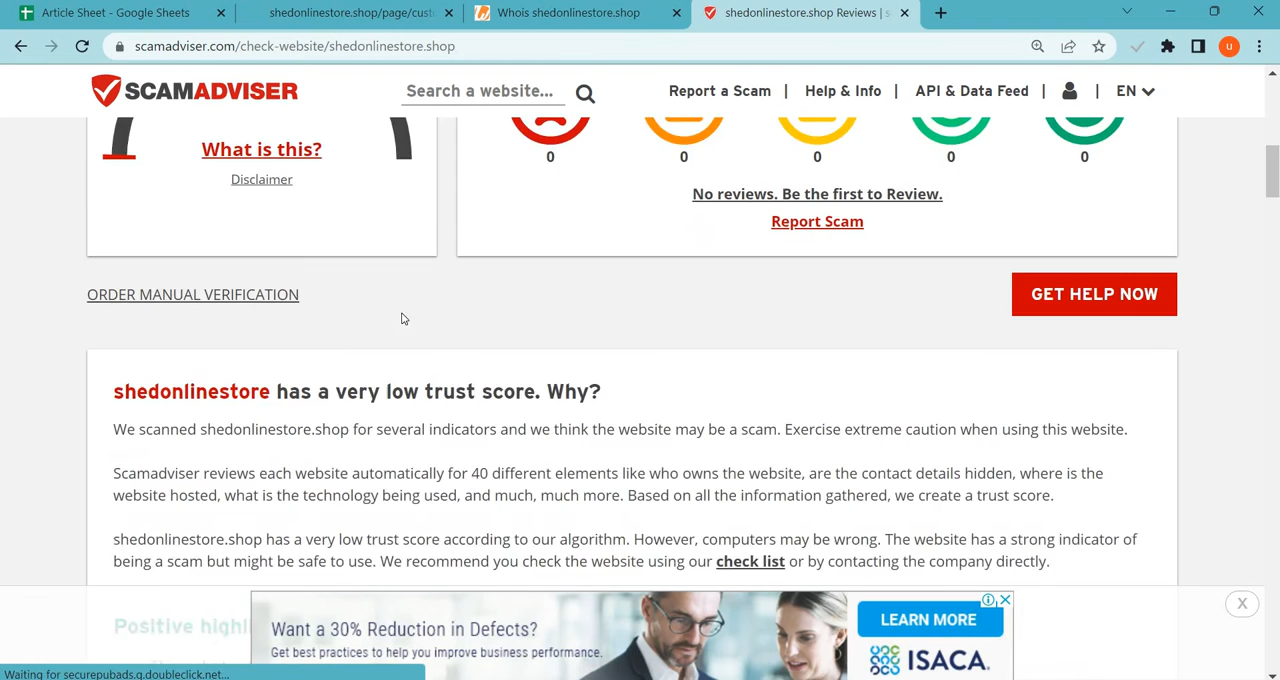 Article Sheet - Google Sheets
shedonlinestore.shop/page/cust
Whois shedonlinestore.shop
shedonlinestore.shop Reviews | s
scamadviser.com/check-website/shedonlinestore.shop
u
SCAMADVISER
Search a website...
Report a Scam | Help & Info | API & Data Feed | | EN
What is this?
Disclaimer
0 0 0 0 0
No reviews. Be the first to Review.
Report Scam
ORDER MANUAL VERIFICATION
GET HELP NOW
shedonlinestore has a very low trust score. Why?
We scanned shedonlinestore.shop for several indicators and we think the website may be a scam. Exercise extreme caution when using this website.
Scamadviser reviews each website automatically for 40 different elements like who owns the website, are the contact details hidden, where is the
website hosted, what is the technology being used, and much, much more. Based on all the information gathered, we create a trust score.
shedonlinestore.shop has a very low trust score according to our algorithm. However, computers may be wrong. The website has a strong indicator of
being a scam but might be safe to use. We recommend you check the website using our check list or by contacting the company directly.
Positive highl
Want a 30% Reduction in Defects?
Get best practices to help you improve business performance.
LEARN MORE
ISACA.
X
Waiting for securepubads.g.doubleclick.net...